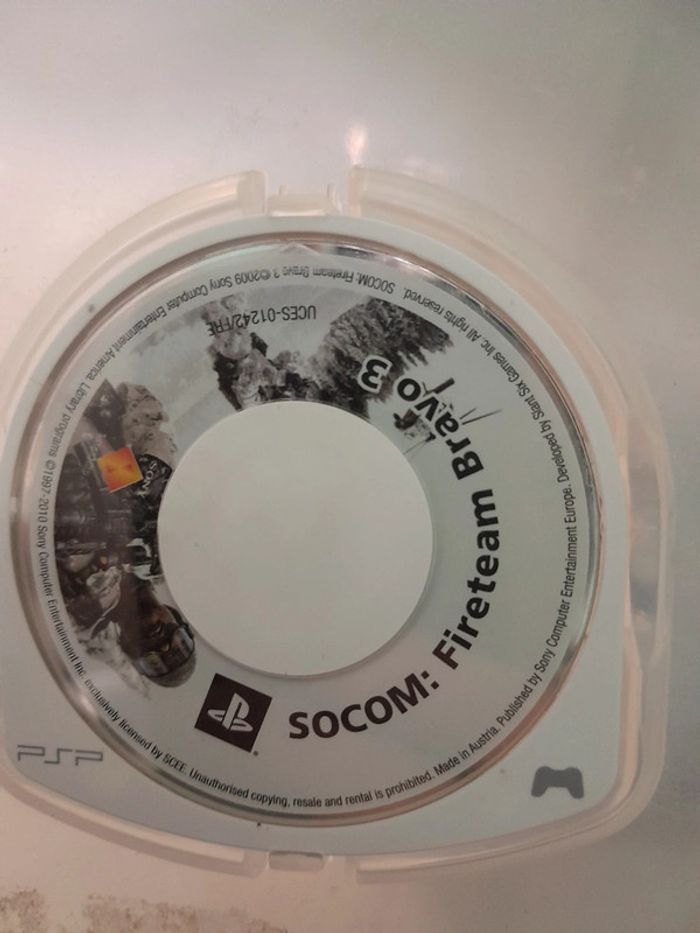 SOCOM: Fireteam Bravo 3
UCES-01242/FRE
SONY
PSP
Library programs ©1997-2010 Sony Computer Entertainment Inc. exclusively licensed by SCEE. Unauthorised copying, resale and rental is prohibited. Made in Austria. Published by Sony Computer Entertainment Europe. Developed by Slant Six Games Inc. All rights reserved. SOCOM: Fireteam Bravo 3 ©2009 Sony Computer Entertainment America.